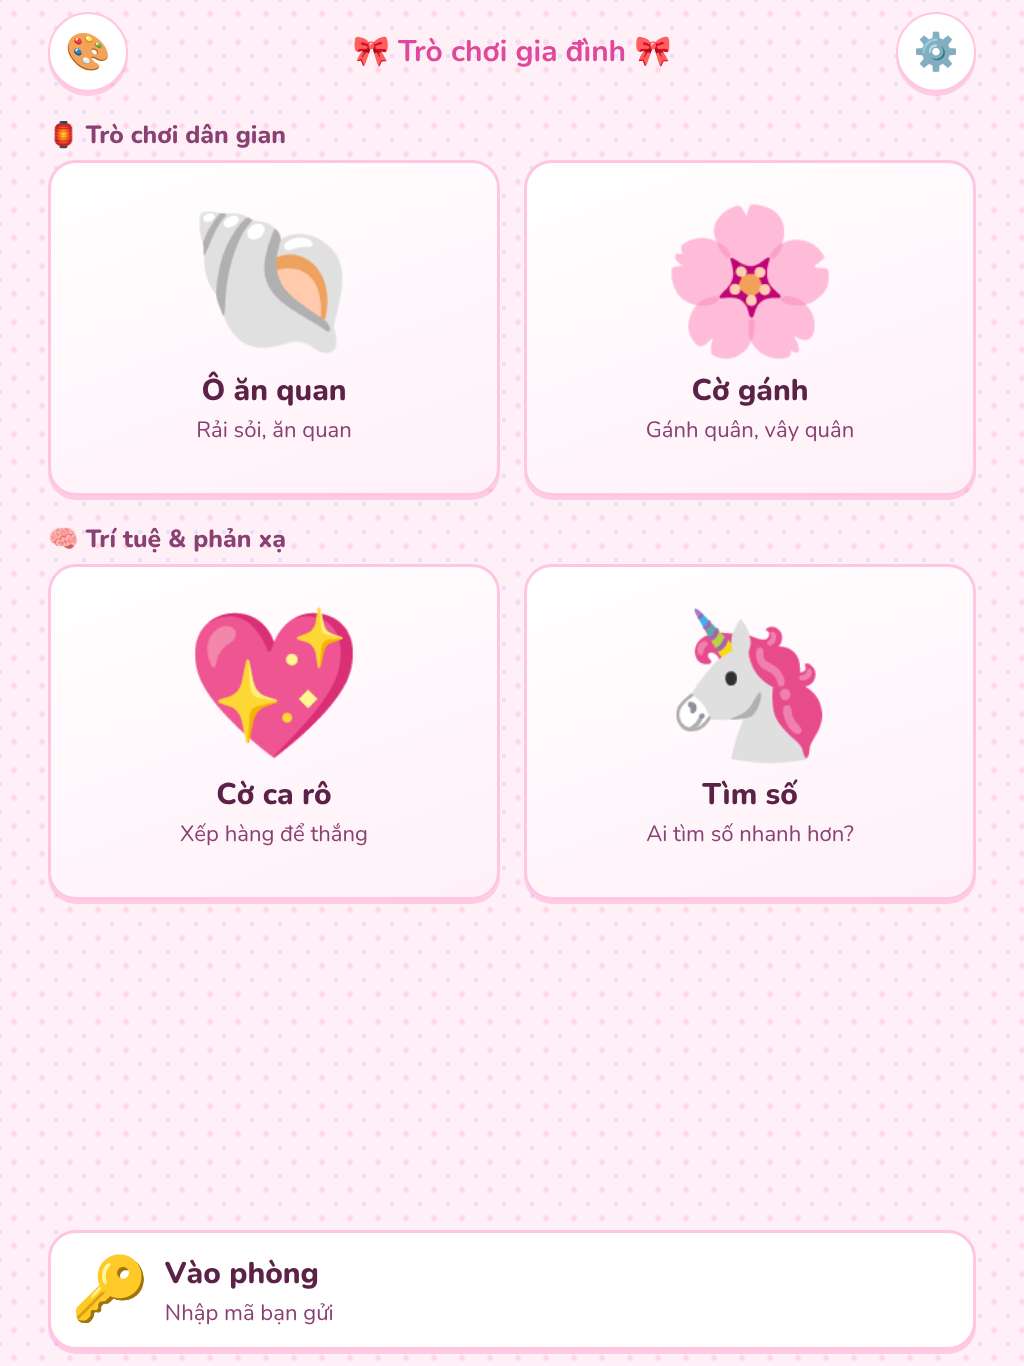 Trò chơi gia đình
Trò chơi dân gian
Ô ăn quan
Rải sỏi, ăn quan
Cờ gánh
Gánh quân, vây quân
Trí tuệ & phản xạ
Cờ ca rô
Xếp hàng để thắng
Tìm số
Ai tìm số nhanh hơn?
Vào phòng
Nhập mã bạn gửi